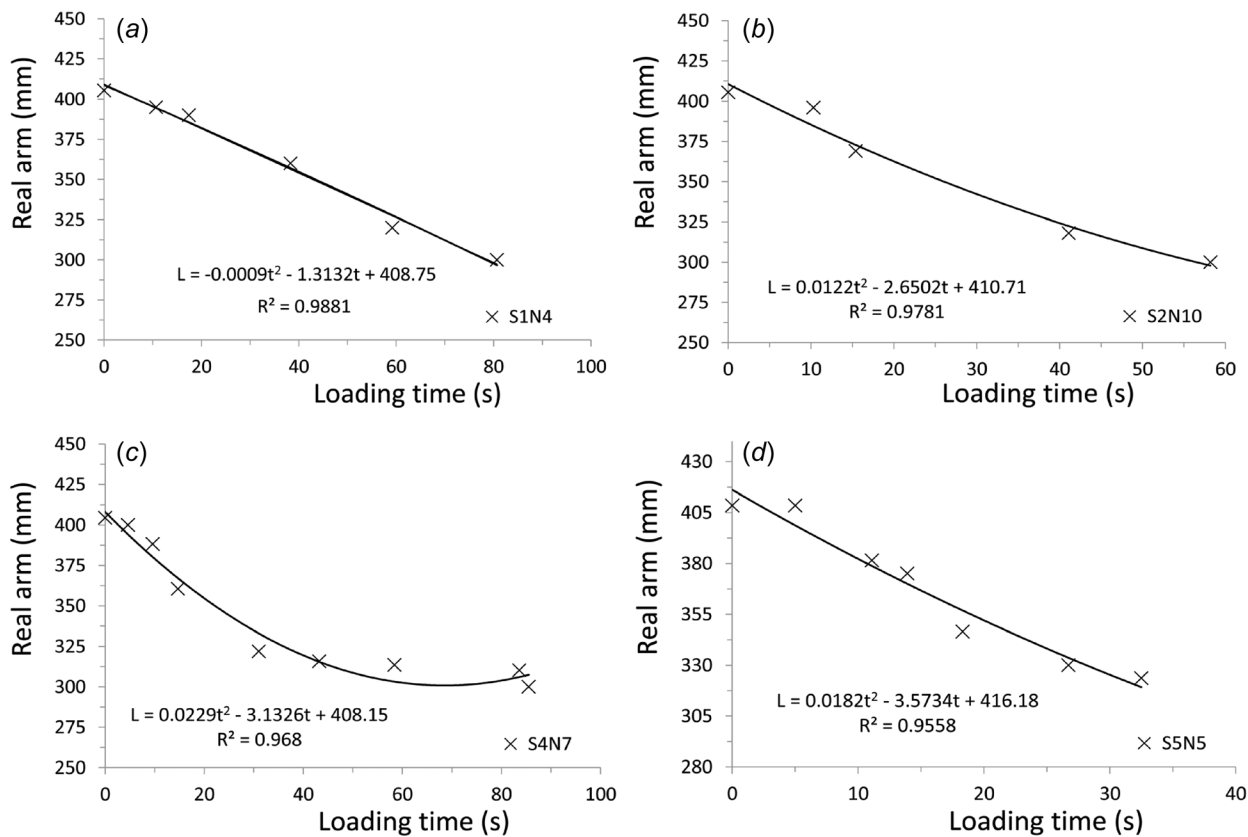 (a)
Real arm (mm)
450
425
400
375
350
325
300
275
250
L = -0.0009t² - 1.3132t + 408.75
R² = 0.9881
S1N4
0 20 40 60 80 100
Loading time (s)
(b)
Real arm (mm)
450
425
400
375
350
325
300
275
250
L = 0.0122t² - 2.6502t + 410.71
R² = 0.9781
S2N10
0 10 20 30 40 50 60
Loading time (s)
(c)
Real arm (mm)
450
425
400
375
350
325
300
275
250
L = 0.0229t² - 3.1326t + 408.15
R² = 0.968
S4N7
0 20 40 60 80 100
Loading time (s)
(d)
Real arm (mm)
430
405
380
355
330
305
280
L = 0.0182t² - 3.5734t + 416.18
R² = 0.9558
S5N5
0 10 20 30 40
Loading time (s)